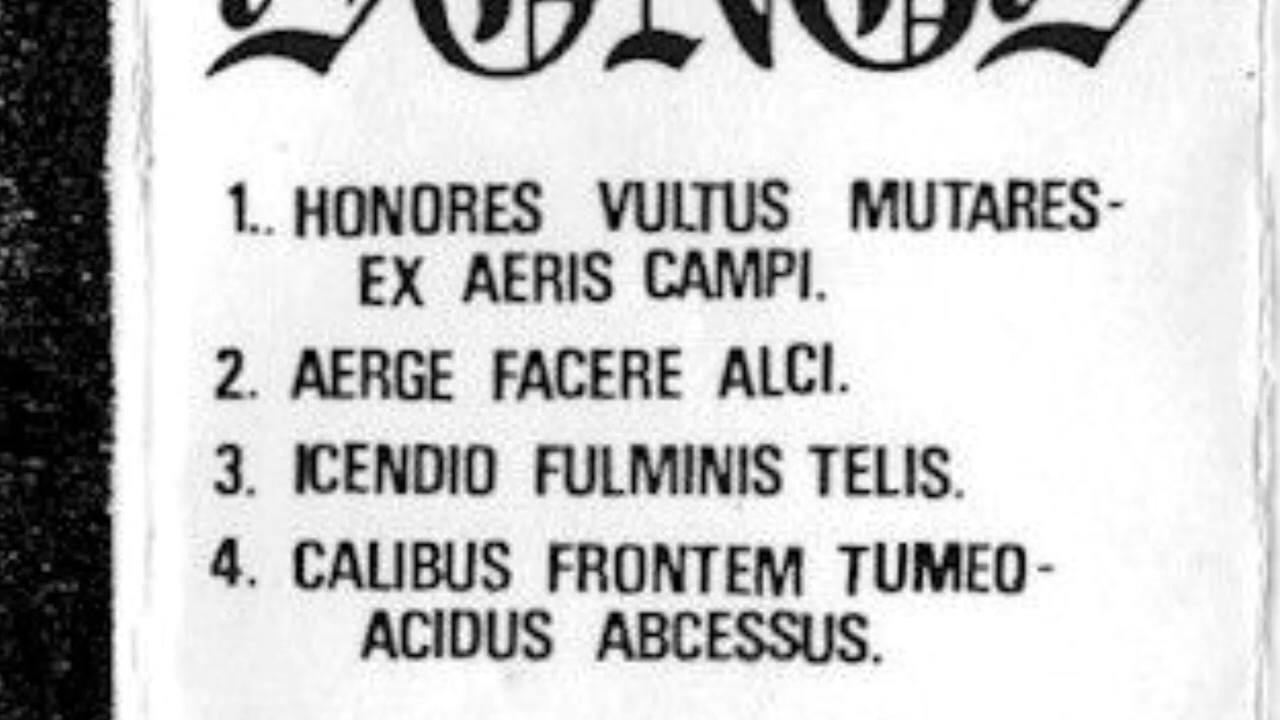 1.. HONORES VULTUS MUTARES-
EX AERIS CAMPI.
2. AERGE FACERE ALCI.
3. ICENDIO FULMINIS TELIS.
4. CALIBUS FRONTEM TUMEO-
ACIDUS ABCESSUS.